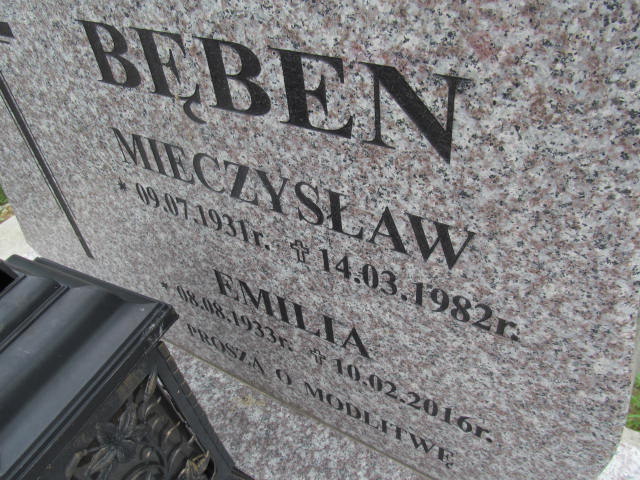 BĘBEN
MIECZYSŁAW
* 09.07.1931r. ✝ 14.03.1982r.
EMILIA
* 08.08.1933r. ✝ 10.02.2016r.
PROSZĄ O MODLITWĘ